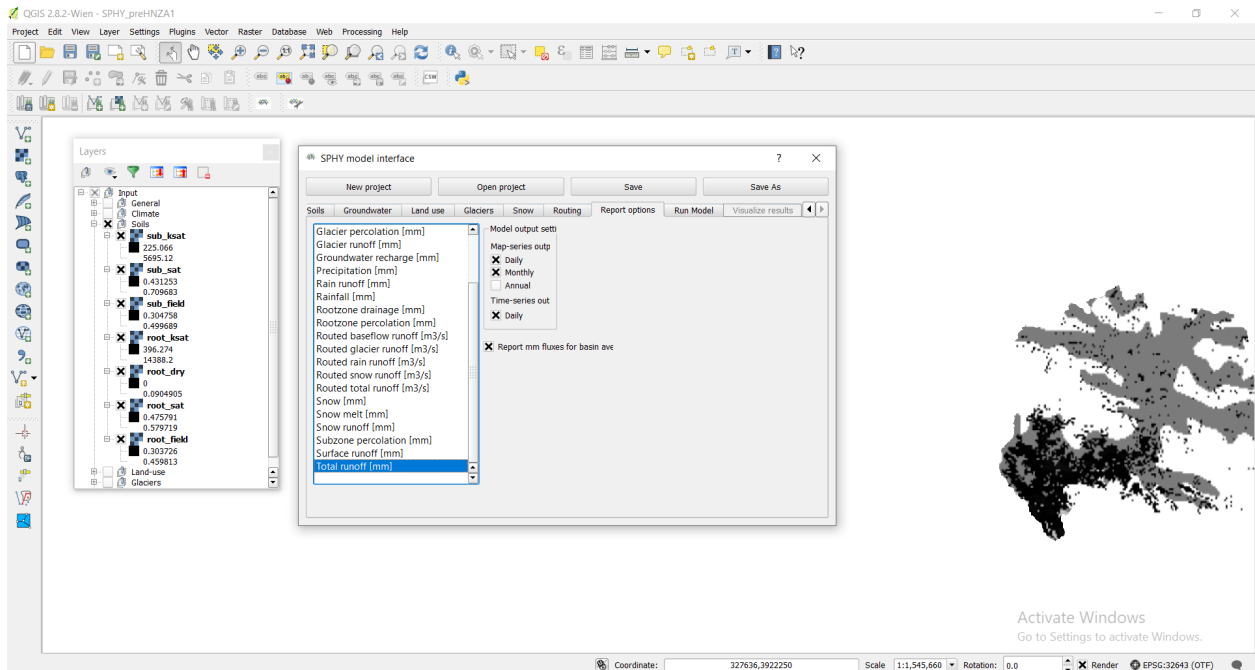 QGIS 2.8.2-Wien - SPHY_preHNZA1
Project Edit View Layer Settings Plugins Vector Raster Database Web Processing Help
Layers
Input
General
Climate
Soils
sub_ksat
225.066
5695.12
sub_sat
0.431253
0.709683
sub_field
0.304758
0.499689
root_ksat
396.274
14388.2
root_dry
0
0.0904905
root_sat
0.475791
0.579719
root_field
0.303726
0.459813
Land-use
Glaciers
SPHY model interface
New project Open project Save Save As
Soils Groundwater Land use Glaciers Snow Routing Report options Run Model Visualize results
Glacier percolation [mm]
Glacier runoff [mm]
Groundwater recharge [mm]
Precipitation [mm]
Rain runoff [mm]
Rainfall [mm]
Rootzone drainage [mm]
Rootzone percolation [mm]
Routed baseflow runoff [m3/s]
Routed glacier runoff [m3/s]
Routed rain runoff [m3/s]
Routed snow runoff [m3/s]
Routed total runoff [m3/s]
Snow [mm]
Snow melt [mm]
Snow runoff [mm]
Subzone percolation [mm]
Surface runoff [mm]
Total runoff [mm]
Model output setti
Map-series outp
Daily
Monthly
Annual
Time-series out
Daily
Report mm fluxes for basin ave
Activate Windows
Go to Settings to activate Windows.
Coordinate: 327636,3922250 Scale 1:1,545,660 Rotation: 0.0 Render EPSG:32643 (OTF)